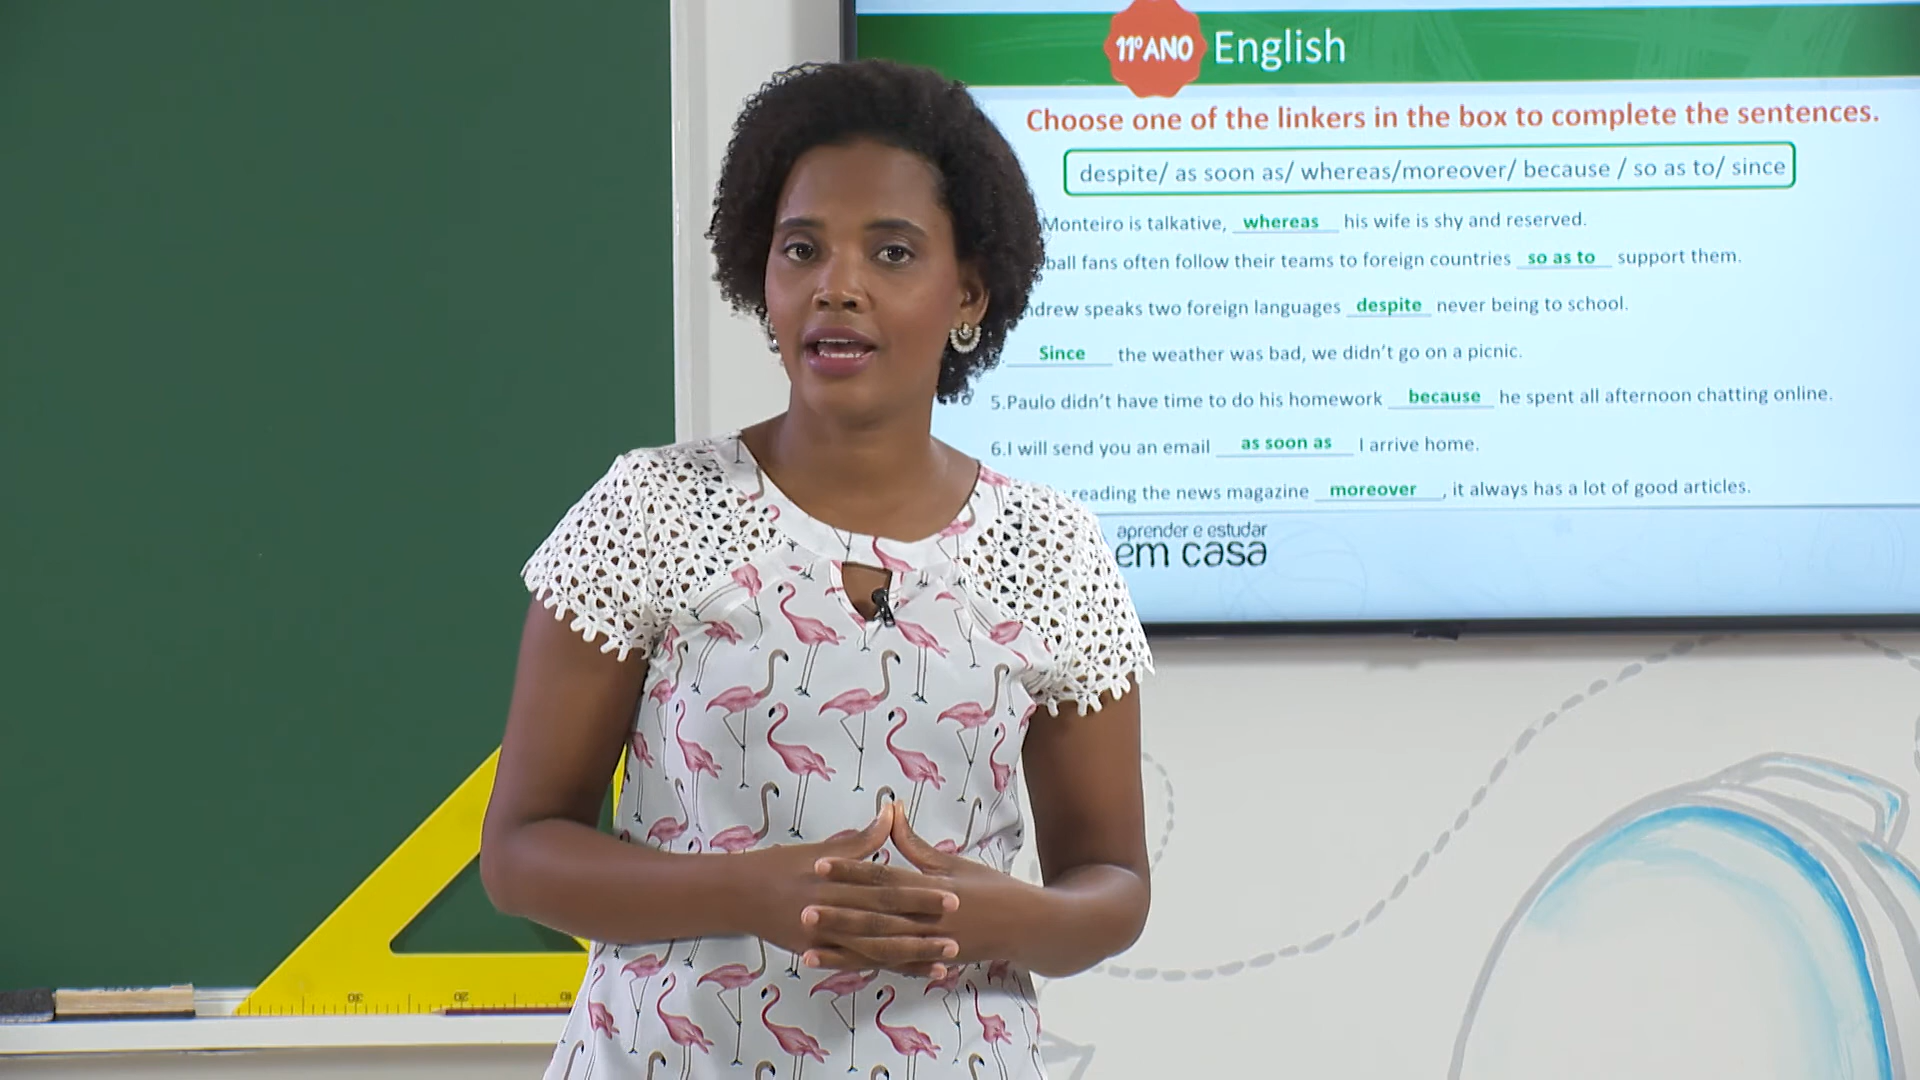 11º ANO English
Choose one of the linkers in the box to complete the sentences.
despite/ as soon as/ whereas/moreover/ because / so as to/ since
Monteiro is talkative, whereas his wife is shy and reserved.
ball fans often follow their teams to foreign countries so as to support them.
drew speaks two foreign languages despite never being to school.
Since the weather was bad, we didn't go on a picnic.
5.Paulo didn't have time to do his homework because he spent all afternoon chatting online.
6.I will send you an email as soon as I arrive home.
reading the news magazine moreover , it always has a lot of good articles.
aprender e estudar
em casa
30 20 10